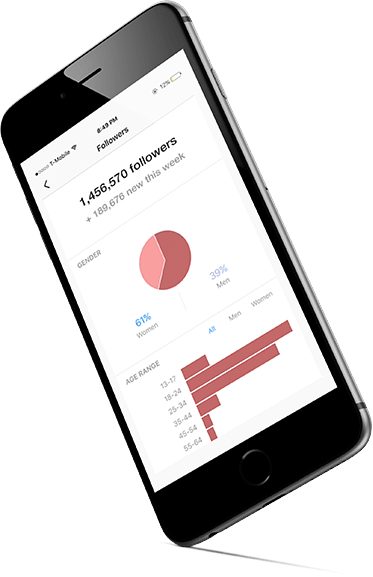 T-Mobile 6:49 PM 12%
Followers
1,456,570 followers
+ 189,676 new this week
GENDER
61% 39%
Women Men
AGE RANGE All Men Women
13-17
18-24
25-34
35-44
45-54
55-64